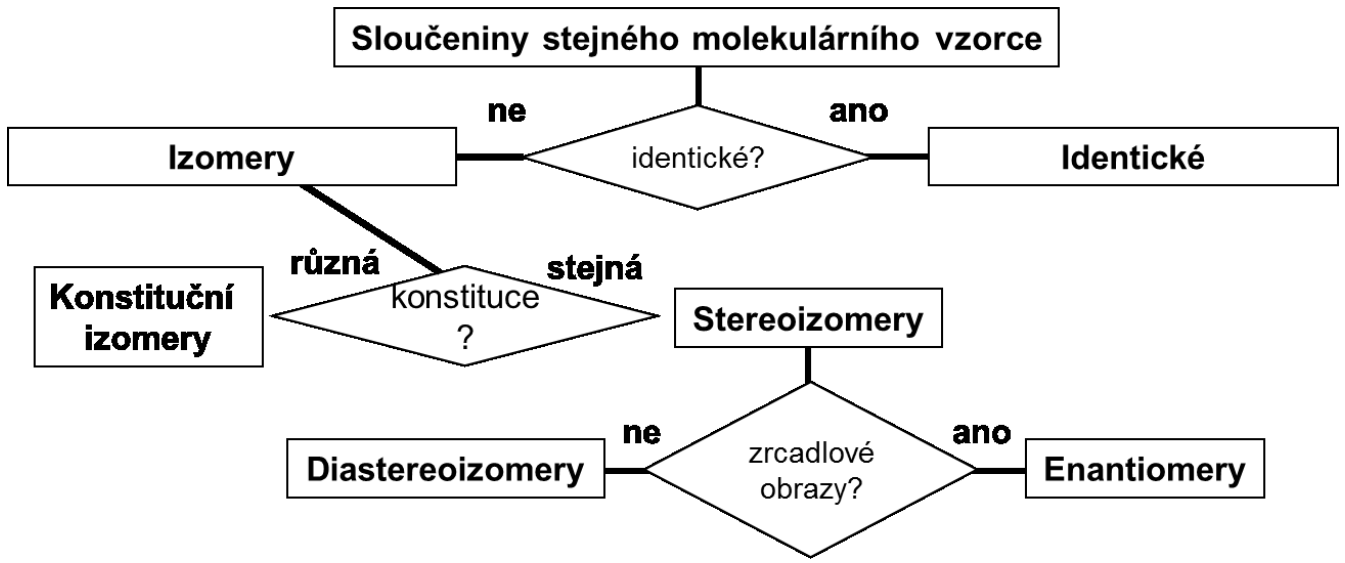 Sloučeniny stejného molekulárního vzorce
ne
ano
Izomery
identické?
Identické
různá
stejná
Konstituční
izomery
konstituce
?
Stereoizomery
ne
ano
Diastereoizomery
zrcadlové
obrazy?
Enantiomery